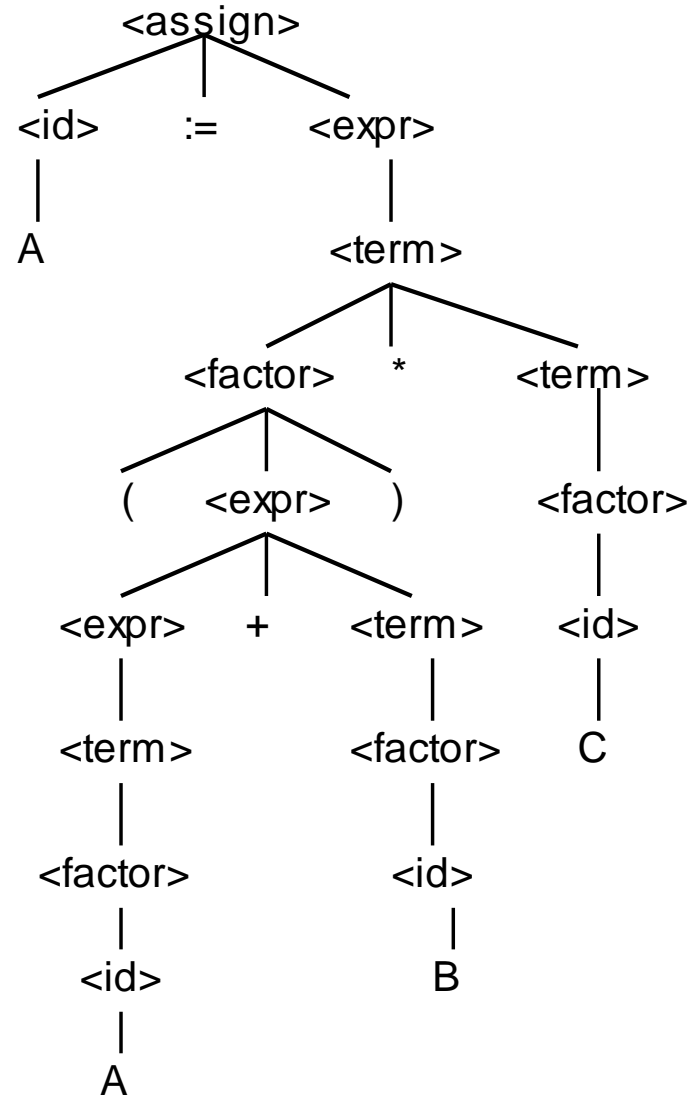 <assign>
<id> := <expr>
A <term>
<factor> * <term>
( <expr> ) <factor>
<expr> + <term> <id>
<term> <factor> C
<factor> <id>
<id> B
A